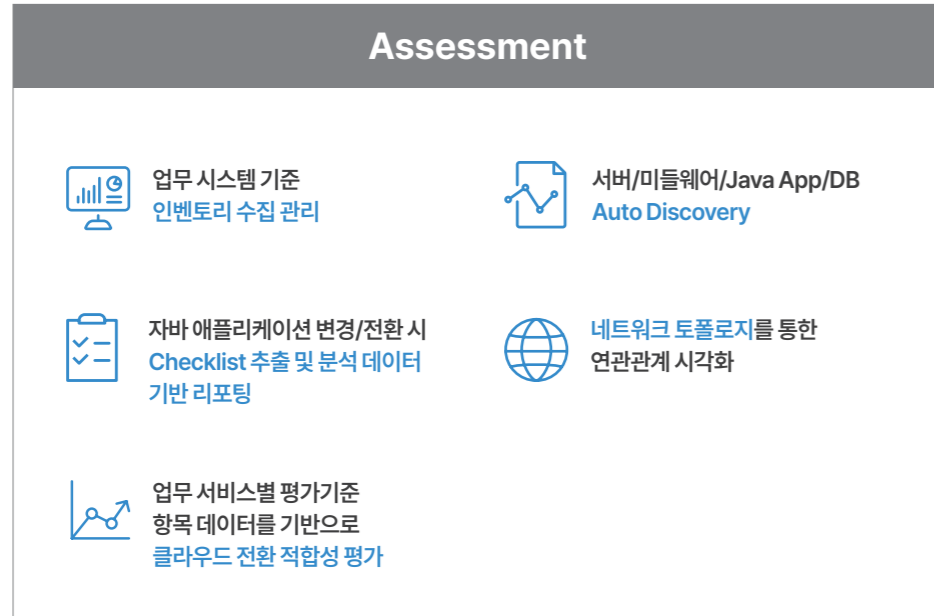 Assessment
업무 시스템 기준
인벤토리 수집 관리
서버/미들웨어/Java App/DB
Auto Discovery
자바 애플리케이션 변경/전환 시
Checklist 추출 및 분석 데이터
기반 리포팅
네트워크 토폴로지를 통한
연관관계 시각화
업무 서비스별 평가기준
항목 데이터를 기반으로
클라우드 전환 적합성 평가